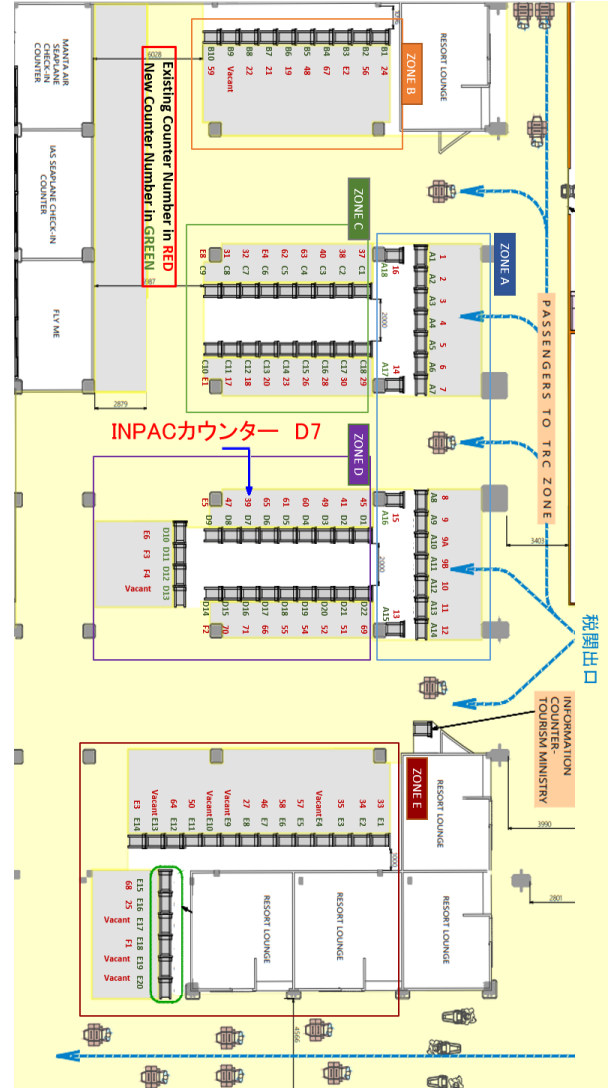 MANTA AIR
SEAPLANE
CHECK-IN
COUNTER
IAS SEAPLANE CHECK-IN
COUNTER
FLY ME
6028
2879
Existing Counter Number in RED
New Counter Number in GREEN
ZONE B
RESORT LOUNGE
B1 24
B2 56
B3 E2
B4 67
B5 48
B6 19
B7 21
B8 22
B9 Vacant
B10 59
ZONE A
PASSENGERS TO TRC ZONE
1 A1
2 A2
3 A3
4 A4
5 A5
6 A6
7 A7
16 A18
14 A17
8 A8
9 A9
9A A10
9B A11
10 A12
11 A13
12 A14
15 A16
13 A15
3403
税関出口
ZONE C
37 C1
38 C2
40 C3
63 C4
62 C5
E4 C6
32 C7
31 C8
E8 C9
2000
C18 29
C17 30
C16 28
C15 26
C14 23
C13 20
C12 18
C11 17
C10 E1
INPACカウンター D7
ZONE D
45 D1
41 D2
49 D3
60 D4
61 D5
65 D6
39 D7
47 D8
E5 D9
2000
D22 69
D21 51
D20 52
D19 54
D18 55
D17 66
D16 71
D15 70
D14 F2
D10 E6
D11 F3
D12 F4
D13 Vacant
INFORMATION
COUNTER-
TOURISM MINISTRY
3990
2801
ZONE E
RESORT LOUNGE
RESORT LOUNGE
RESORT LOUNGE
33 E1
34 E2
35 E3
Vacant E4
57 E5
58 E6
46 E7
27 E8
Vacant E9
Vacant E10
50 E11
64 E12
Vacant E13
E3 E14
3000
E15 68
E16 25
E17 Vacant
E18 F1
E19 Vacant
E20 Vacant
4566